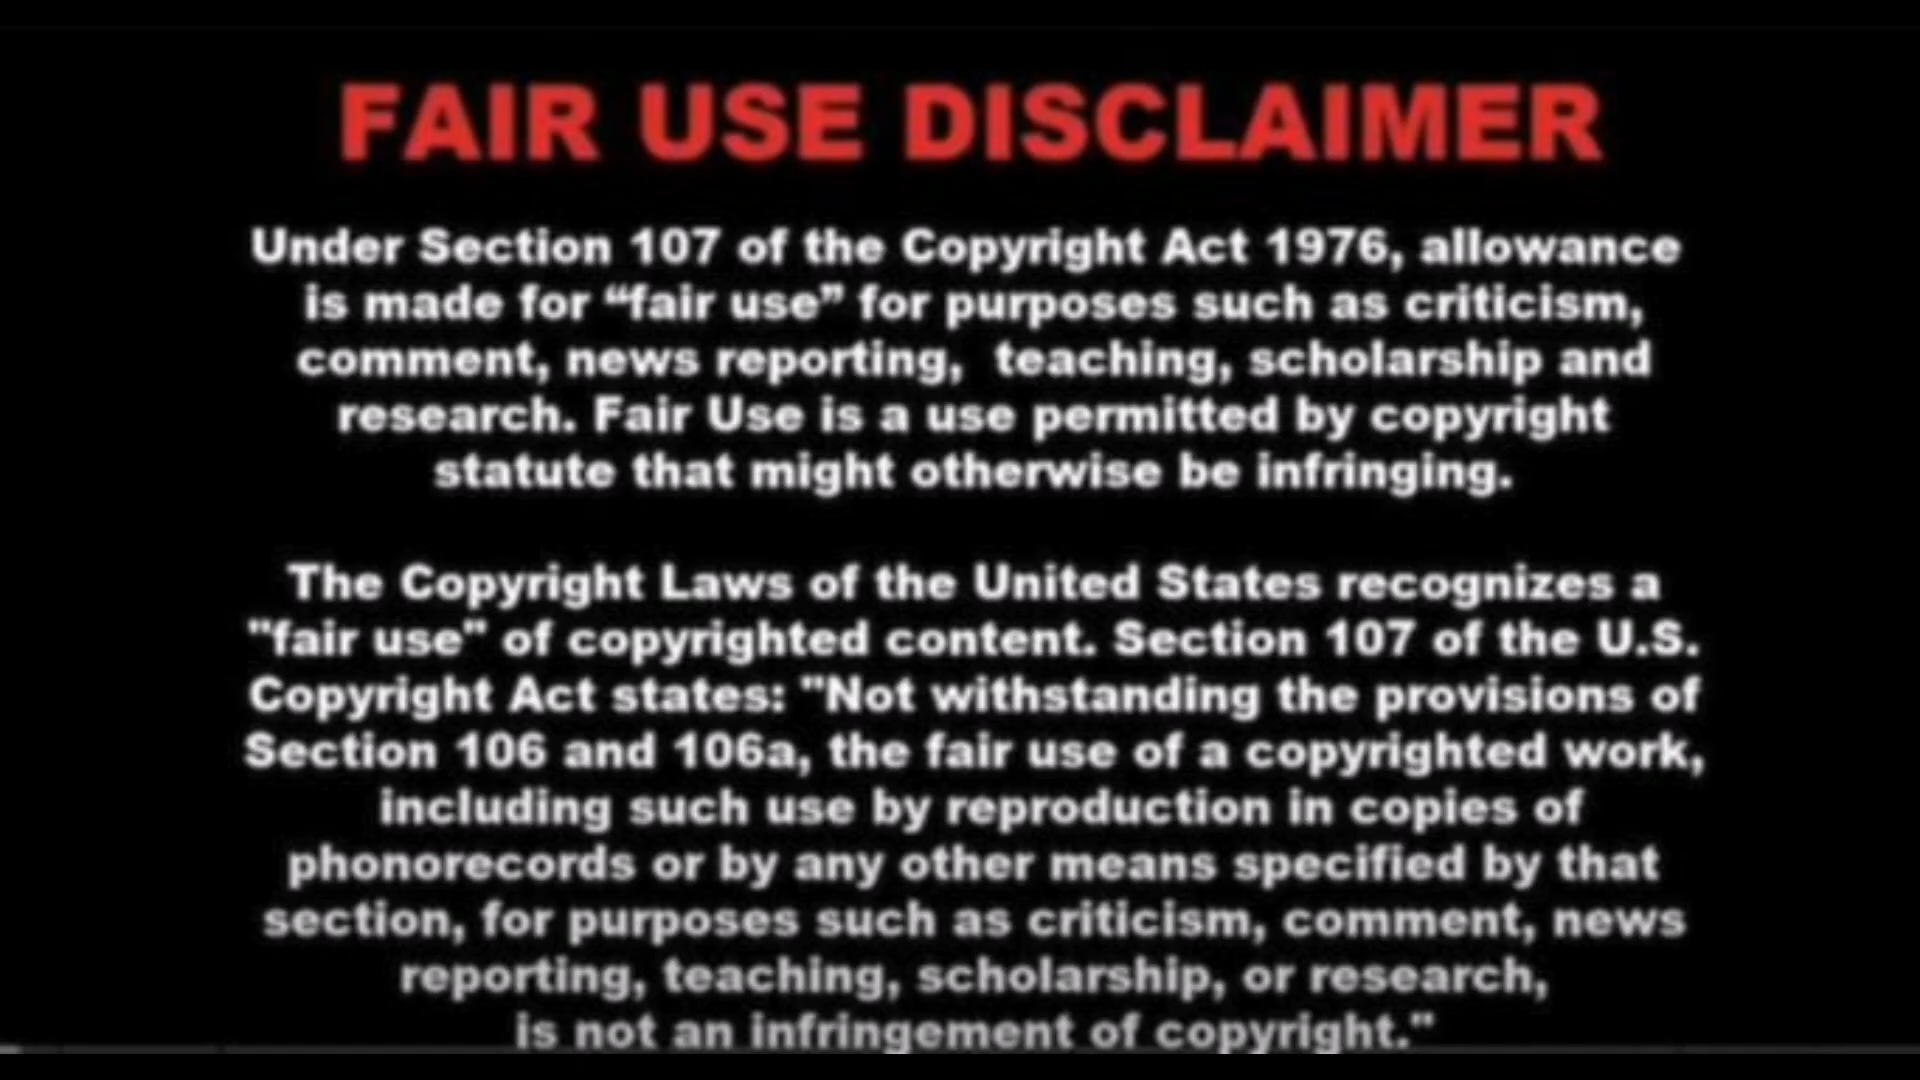 FAIR USE DISCLAIMER
Under Section 107 of the Copyright Act 1976, allowance
is made for “fair use” for purposes such as criticism,
comment, news reporting,  teaching, scholarship and
research. Fair Use is a use permitted by copyright
statute that might otherwise be infringing.
The Copyright Laws of the United States recognizes a
"fair use" of copyrighted content. Section 107 of the U.S.
Copyright Act states: "Not withstanding the provisions of
Section 106 and 106a, the fair use of a copyrighted work,
including such use by reproduction in copies of
phonorecords or by any other means specified by that
section, for purposes such as criticism, comment, news
reporting, teaching, scholarship, or research,
is not an infringement of copyright."